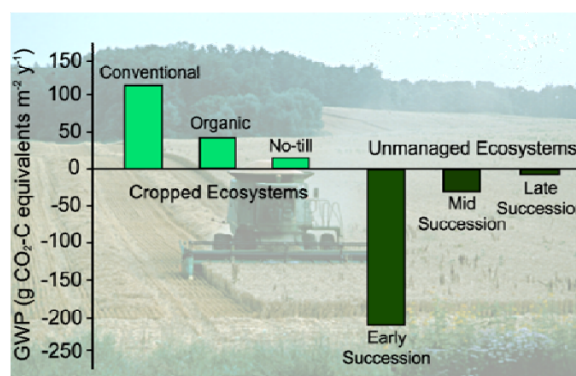 GWP (g CO₂-C equivalents m⁻² y⁻¹)
150
100
50
0
-50
-100
-150
-200
-250
Conventional
Organic
No-till
Cropped Ecosystems
Unmanaged Ecosystems
Early
Succession
Mid
Succession
Late
Succession